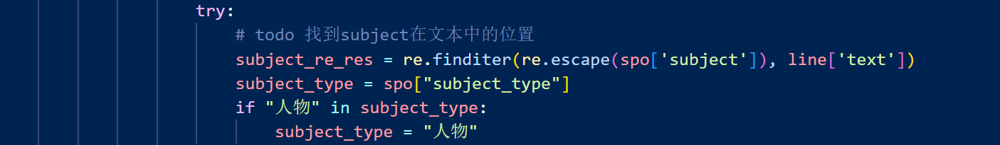 try:
# todo 找到subject在文本中的位置
subject_re_res = re.finditer(re.escape(spo['subject']), line['text'])
subject_type = spo["subject_type"]
if "人物" in subject_type:
subject_type = "人物"